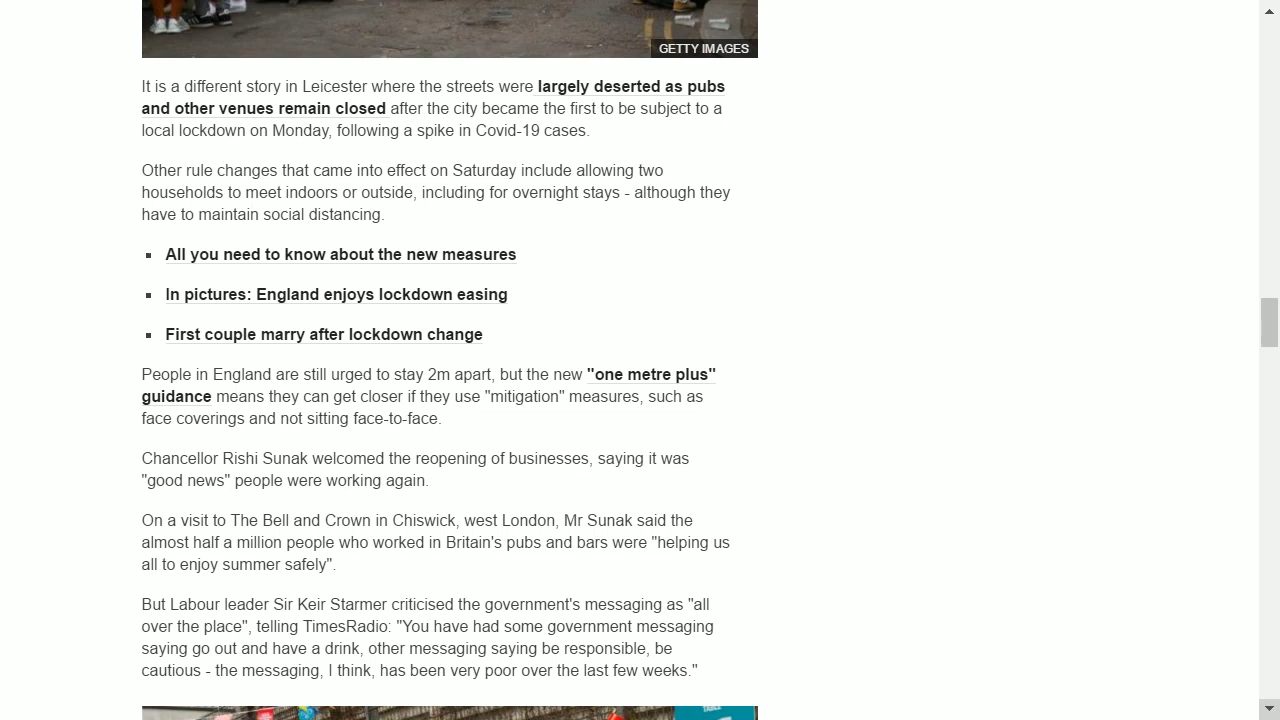 GETTY IMAGES
It is a different story in Leicester where the streets were largely deserted as pubs
and other venues remain closed after the city became the first to be subject to a
local lockdown on Monday, following a spike in Covid-19 cases.
Other rule changes that came into effect on Saturday include allowing two
households to meet indoors or outside, including for overnight stays - although they
have to maintain social distancing.
All you need to know about the new measures
In pictures: England enjoys lockdown easing
First couple marry after lockdown change
People in England are still urged to stay 2m apart, but the new "one metre plus"
guidance means they can get closer if they use "mitigation" measures, such as
face coverings and not sitting face-to-face.
Chancellor Rishi Sunak welcomed the reopening of businesses, saying it was
"good news" people were working again.
On a visit to The Bell and Crown in Chiswick, west London, Mr Sunak said the
almost half a million people who worked in Britain's pubs and bars were "helping us
all to enjoy summer safely".
But Labour leader Sir Keir Starmer criticised the government's messaging as "all
over the place", telling TimesRadio: "You have had some government messaging
saying go out and have a drink, other messaging saying be responsible, be
cautious - the messaging, I think, has been very poor over the last few weeks."